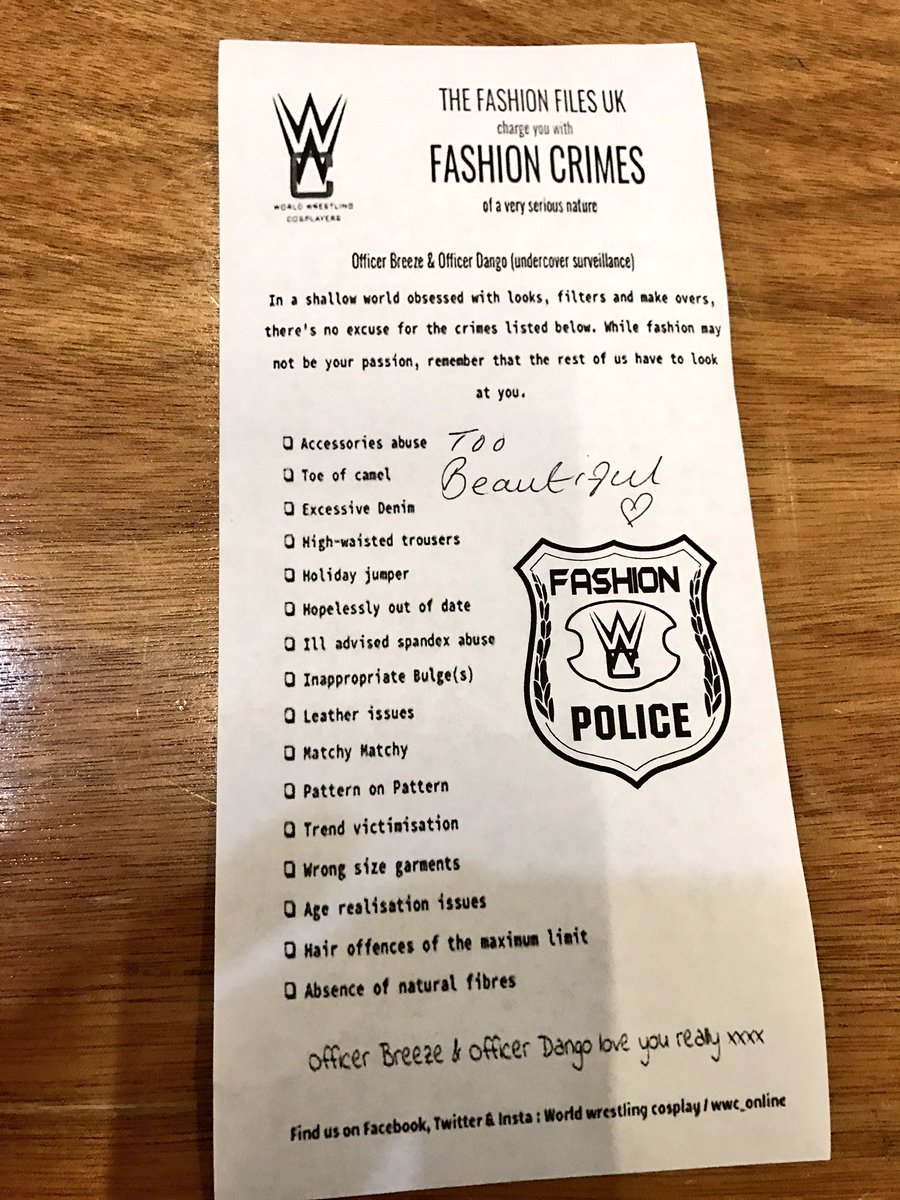 THE FASHION FILES UK
charge you with
FASHION CRIMES
of a very serious nature
WWC
WORLD WRESTLING
COSPLAYERS
Officer Breeze & Officer Dango (undercover surveillance)
In a shallow world obsessed with looks, filters and make overs,
there's no excuse for the crimes listed below. While fashion may
not be your passion, remember that the rest of us have to look
at you.
Accessories abuse
Toe of camel
Excessive Denim
High-waisted trousers
Holiday jumper
Hopelessly out of date
Ill advised spandex abuse
Inappropriate Bulge(s)
Leather issues
Matchy Matchy
Pattern on Pattern
Trend victimisation
Wrong size garments
Age realisation issues
Hair offences of the maximum limit
Absence of natural fibres
Too
Beautiful
FASHION
WWC
POLICE
Officer Breeze & Officer Dango love you really xxxx
Find us on Facebook, Twitter & Insta : World wrestling cosplay / wwc_online